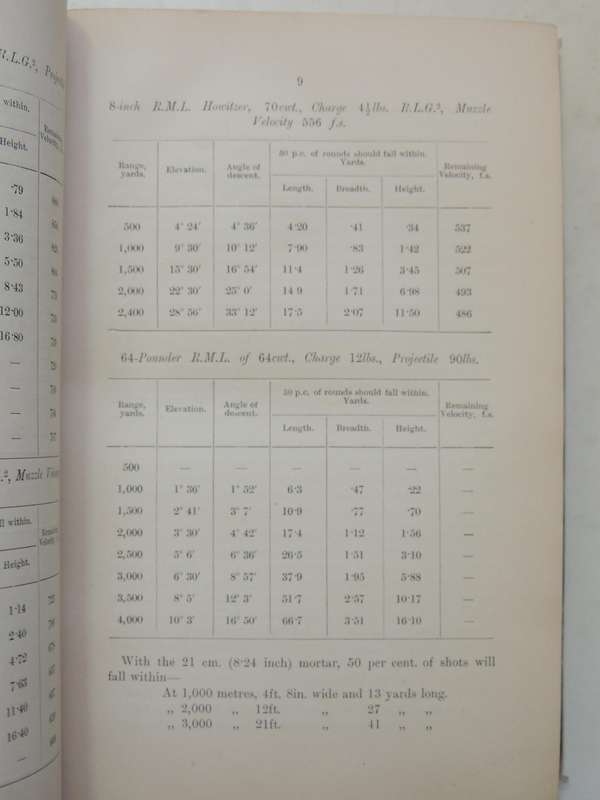 9
8-inch R.M.L. Howitzer, 70cwt., Charge 4½lbs. R.L.G.², Muzzle
Velocity 556 f.s.
Range, yards. Elevation. Angle of descent. 50 p.c. of rounds should fall within. Yards. Remaining Velocity, f.s.
Length. Breadth. Height.
500 4° 24′ 4° 36′ 4·20 ·41 ·34 537
1,000 9° 30′ 10° 12′ 7·90 ·83 1·42 522
1,500 15° 30′ 16° 54′ 11·4 1·26 3·45 507
2,000 22° 30′ 25° 0′ 14 9 1·71 6·98 493
2,400 28° 56′ 33° 12′ 17·5 2·07 11·50 486
64-Pounder R.M.L. of 64cwt., Charge 12lbs., Projectile 90lbs.
Range, yards. Elevation. Angle of descent. 50 p.c. of rounds should fall within. Yards. Remaining Velocity, f.s.
Length. Breadth. Height.
500 — — — — — —
1,000 1° 36′ 1° 52′ 6·3 ·47 ·22 —
1,500 2° 41′ 3° 7′ 10·9 ·77 ·70 —
2,000 3° 30′ 4° 42′ 17·4 1·12 1·56 —
2,500 5° 6′ 6° 36′ 26·5 1·51 3·10 —
3,000 6° 30′ 8° 57′ 37·9 1·95 5·88 —
3,500 8° 5′ 12° 3′ 51·7 2·57 10·17 —
4,000 10° 3′ 16° 50′ 66·7 3·51 16·10 —
With the 21 cm. (8·24 inch) mortar, 50 per cent. of shots will
fall within—
At 1,000 metres, 4ft. 8in. wide and 13 yards long.
„ 2,000 „ 12ft. „ 27 „ „
„ 3,000 „ 21ft. „ 41 „ „
R.L.G.²,
within.
Height.
·79
1·84
3·36
5·50
8·43
12·00
16·80
—
—
—
—
Muzzle
ll within.
Height.
1·14
2·40
4·72
7·63
11·40
16·40
—